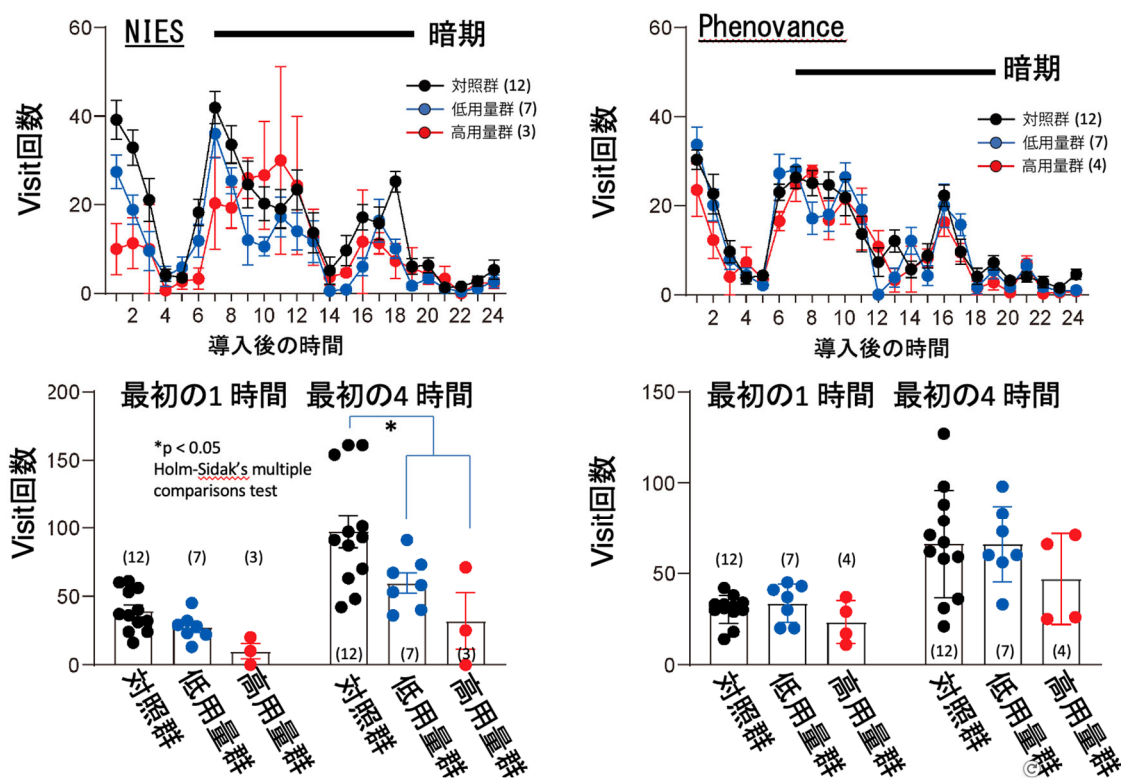 NIES
暗期
60
40
20
0
Visit回数
対照群 (12)
低用量群 (7)
高用量群 (3)
2 4 6 8 10 12 14 16 18 20 22 24
導入後の時間
Phenovance
暗期
60
40
20
0
Visit回数
対照群 (12)
低用量群 (7)
高用量群 (4)
2 4 6 8 10 12 14 16 18 20 22 24
導入後の時間
最初の1 時間
最初の4 時間
200
150
100
50
0
Visit回数
*p < 0.05
Holm-Sidak's multiple
comparisons test
*
(12) (7) (3)
(12) (7) (3)
対照群
低用量群
高用量群
対照群
低用量群
高用量群
最初の1 時間
最初の4 時間
150
100
50
0
Visit回数
(12) (7) (4)
(12) (7) (4)
対照群
低用量群
高用量群
対照群
低用量群
高用量群